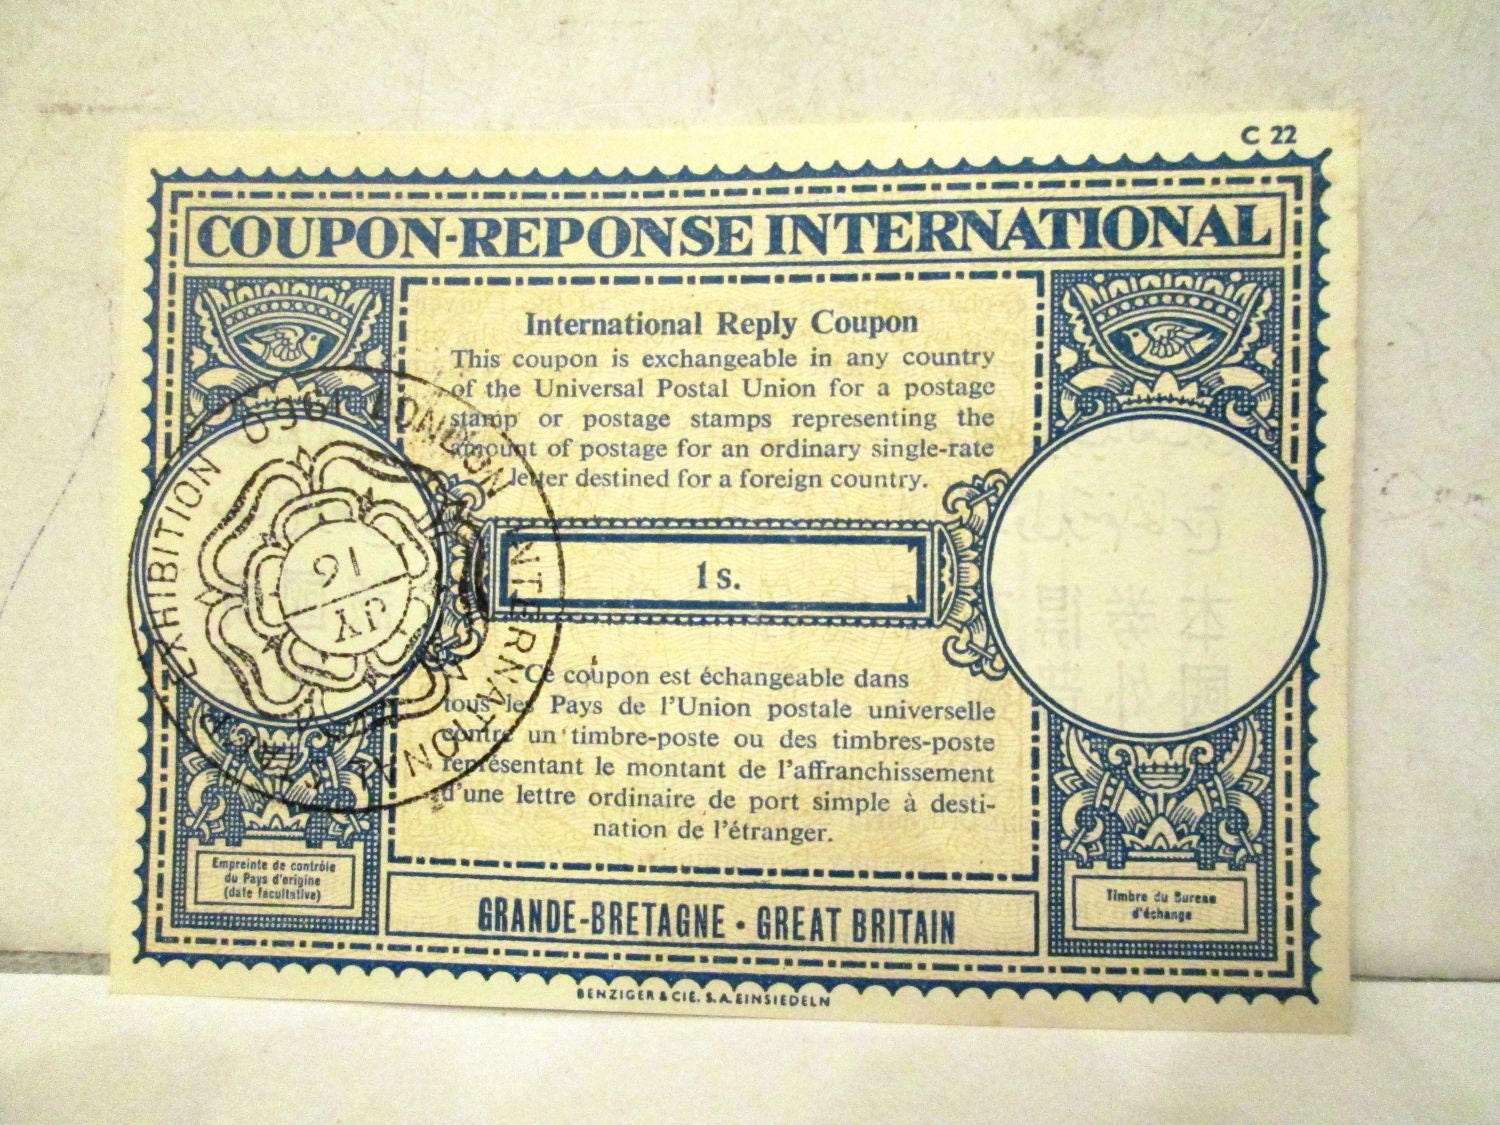 C 22
COUPON-REPONSE INTERNATIONAL
International Reply Coupon
This coupon is exchangeable in any country
of the Universal Postal Union for a postage
stamp or postage stamps representing the
amount of postage for an ordinary single-rate
letter destined for a foreign country.
1 s.
Ce coupon est échangeable dans
tous les Pays de l'Union postale universelle
contre un timbre-poste ou des timbres-poste
représentant le montant de l'affranchissement
d'une lettre ordinaire de port simple à desti-
nation de l'étranger.
Empreinte de contrôle
du Pays d'origine
(date facultative)
GRANDE-BRETAGNE · GREAT BRITAIN
Timbre du Bureau
d'échange
BENZIGER & CIE. S.A. EINSIEDELN
LONDON INTERNATIONAL STAMP EXHIBITION 1960
16
JY